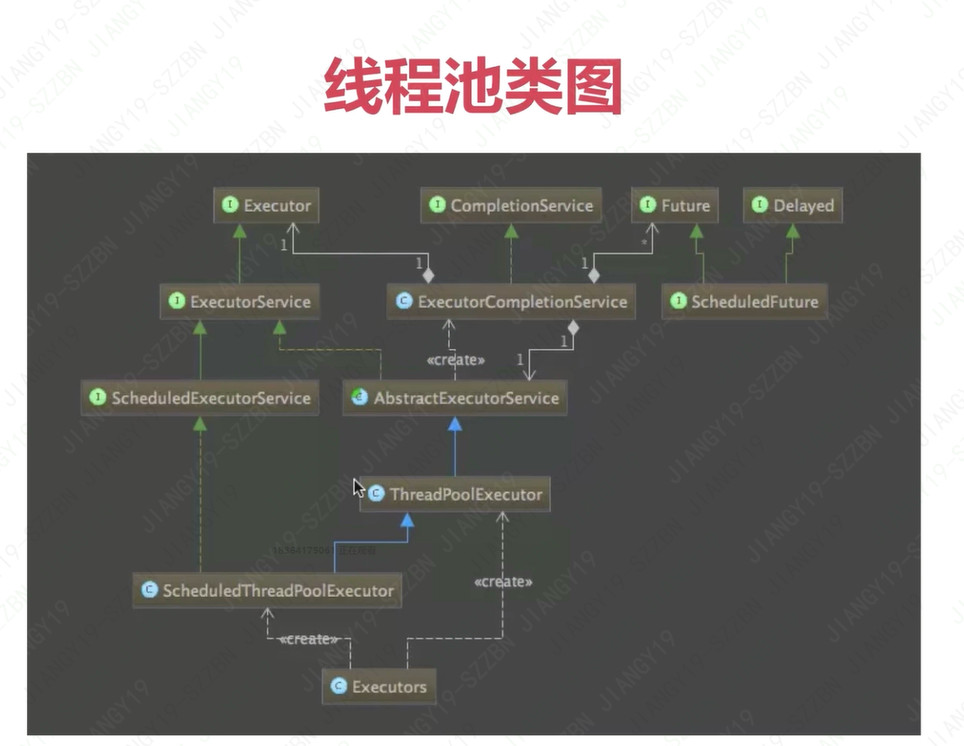 线程池类图
Executor
CompletionService
Future
Delayed
1
1
1
*
ExecutorService
ExecutorCompletionService
ScheduledFuture
«create»
1
1
ScheduledExecutorService
AbstractExecutorService
ThreadPoolExecutor
«create»
ScheduledThreadPoolExecutor
«create»
Executors
JIANGY19-SZZBN